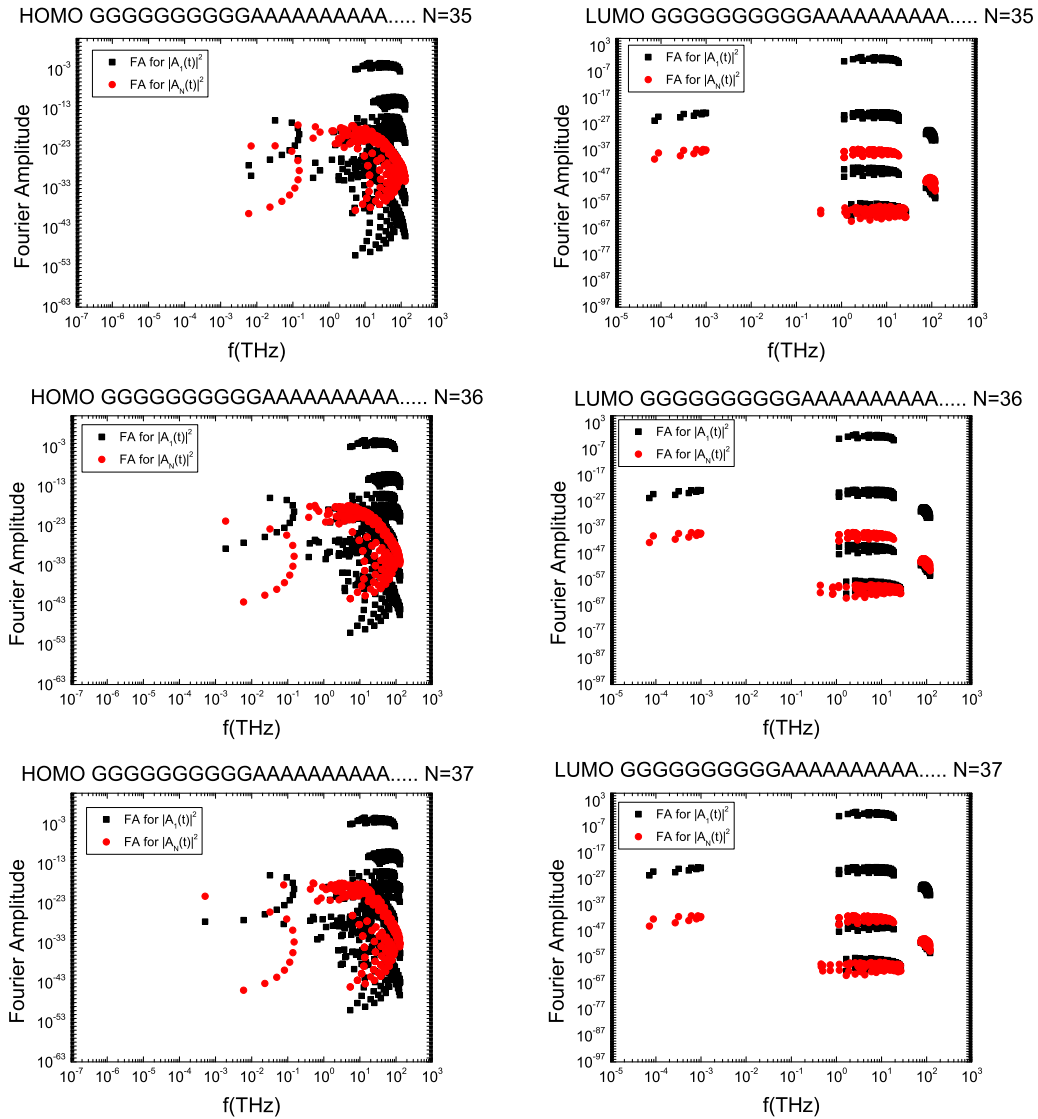 HOMO GGGGGGGGGGAAAAAAAAAA..... N=35
FA for |A₁(t)|²
FA for |A_N(t)|²
Fourier Amplitude
10⁻³
10⁻¹³
10⁻²³
10⁻³³
10⁻⁴³
10⁻⁵³
10⁻⁶³
10⁻⁷ 10⁻⁶ 10⁻⁵ 10⁻⁴ 10⁻³ 10⁻² 10⁻¹ 10⁰ 10¹ 10² 10³
f(THz)
LUMO GGGGGGGGGGAAAAAAAAAA..... N=35
FA for |A₁(t)|²
FA for |A_N(t)|²
Fourier Amplitude
10³
10⁻⁷
10⁻¹⁷
10⁻²⁷
10⁻³⁷
10⁻⁴⁷
10⁻⁵⁷
10⁻⁶⁷
10⁻⁷⁷
10⁻⁸⁷
10⁻⁹⁷
10⁻⁵ 10⁻⁴ 10⁻³ 10⁻² 10⁻¹ 10⁰ 10¹ 10² 10³
f(THz)
HOMO GGGGGGGGGGAAAAAAAAAA..... N=36
FA for |A₁(t)|²
FA for |A_N(t)|²
Fourier Amplitude
10⁻³
10⁻¹³
10⁻²³
10⁻³³
10⁻⁴³
10⁻⁵³
10⁻⁶³
10⁻⁷ 10⁻⁶ 10⁻⁵ 10⁻⁴ 10⁻³ 10⁻² 10⁻¹ 10⁰ 10¹ 10² 10³
f(THz)
LUMO GGGGGGGGGGAAAAAAAAAA..... N=36
FA for |A₁(t)|²
FA for |A_N(t)|²
Fourier Amplitude
10³
10⁻⁷
10⁻¹⁷
10⁻²⁷
10⁻³⁷
10⁻⁴⁷
10⁻⁵⁷
10⁻⁶⁷
10⁻⁷⁷
10⁻⁸⁷
10⁻⁹⁷
10⁻⁵ 10⁻⁴ 10⁻³ 10⁻² 10⁻¹ 10⁰ 10¹ 10² 10³
f(THz)
HOMO GGGGGGGGGGAAAAAAAAAA..... N=37
FA for |A₁(t)|²
FA for |A_N(t)|²
Fourier Amplitude
10⁻³
10⁻¹³
10⁻²³
10⁻³³
10⁻⁴³
10⁻⁵³
10⁻⁶³
10⁻⁷ 10⁻⁶ 10⁻⁵ 10⁻⁴ 10⁻³ 10⁻² 10⁻¹ 10⁰ 10¹ 10² 10³
f(THz)
LUMO GGGGGGGGGGAAAAAAAAAA..... N=37
FA for |A₁(t)|²
FA for |A_N(t)|²
Fourier Amplitude
10³
10⁻⁷
10⁻¹⁷
10⁻²⁷
10⁻³⁷
10⁻⁴⁷
10⁻⁵⁷
10⁻⁶⁷
10⁻⁷⁷
10⁻⁸⁷
10⁻⁹⁷
10⁻⁵ 10⁻⁴ 10⁻³ 10⁻² 10⁻¹ 10⁰ 10¹ 10² 10³
f(THz)